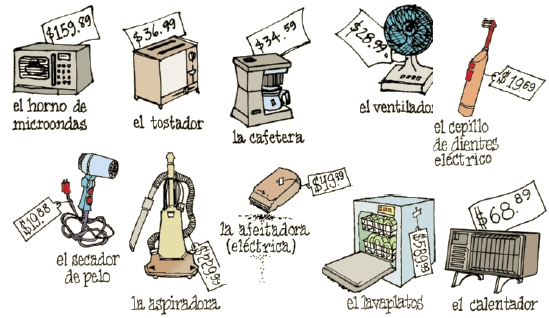 $159.89
$36.99
$34.59
$28.99
$19.69
el horno de
microondas
el tostador
la cafetera
el ventilador
el cepillo
de dientes
eléctrico
$19.88
$68.89
el secador
de pelo
la aspiradora
la afeitadora
(eléctrica)
el lavaplatos
el calentador